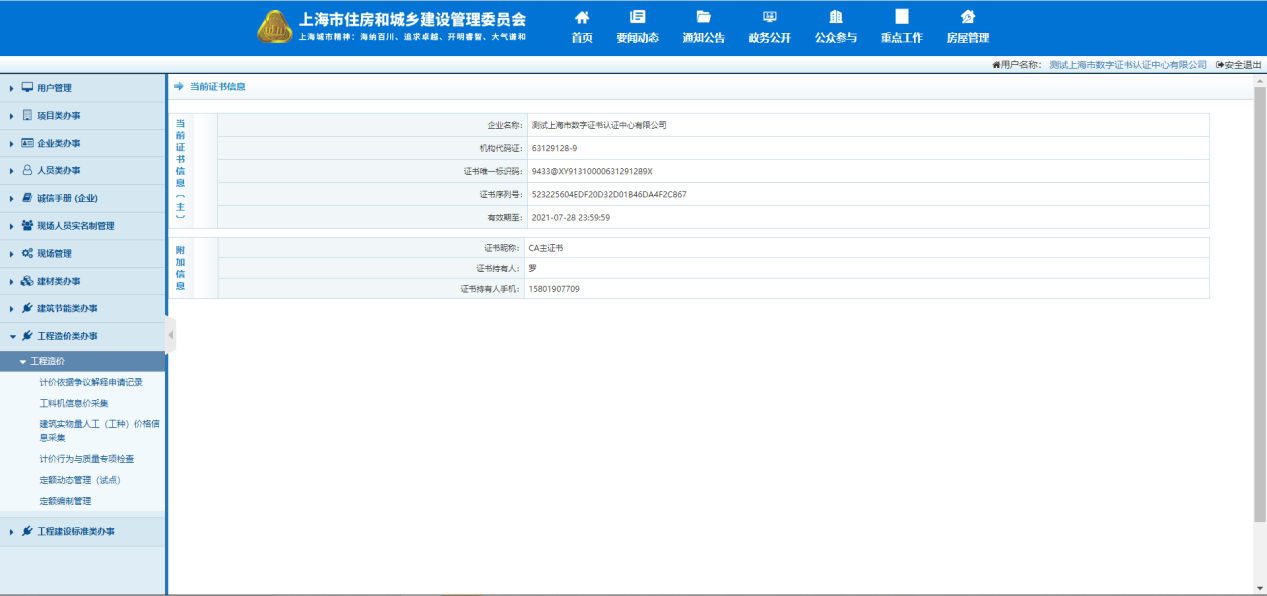 上海市住房和城乡建设管理委员会
上海城市精神：海纳百川、追求卓越、开明睿智、大气谦和
首页 要闻动态 通知公告 政务公开 公众参与 重点工作 房屋管理
用户名称： 测试上海市数字证书认证中心有限公司 安全退出
用户管理
项目类办事
企业类办事
人员类办事
诚信手册 (企业)
现场人员实名制管理
现场管理
建材类办事
建筑节能类办事
工程造价类办事
工程造价
计价依据争议解释申请记录
工料机信息价采集
建筑实物量人工（工种）价格信
息采集
计价行为与质量专项检查
定额动态管理（试点）
定额编制管理
工程建设标准类办事
当前证书信息
当前证书信息（主）
企业名称： 测试上海市数字证书认证中心有限公司
机构代码证： 63129128-9
证书唯一标识码： 9433@XY91310000631291289X
证书序列号： 523225604EDF20D32D01B46DA4F2C867
有效期至： 2021-07-28 23:59:59
附加信息
证书昵称： CA主证书
证书持有人： 罗
证书持有人手机： 15801907709